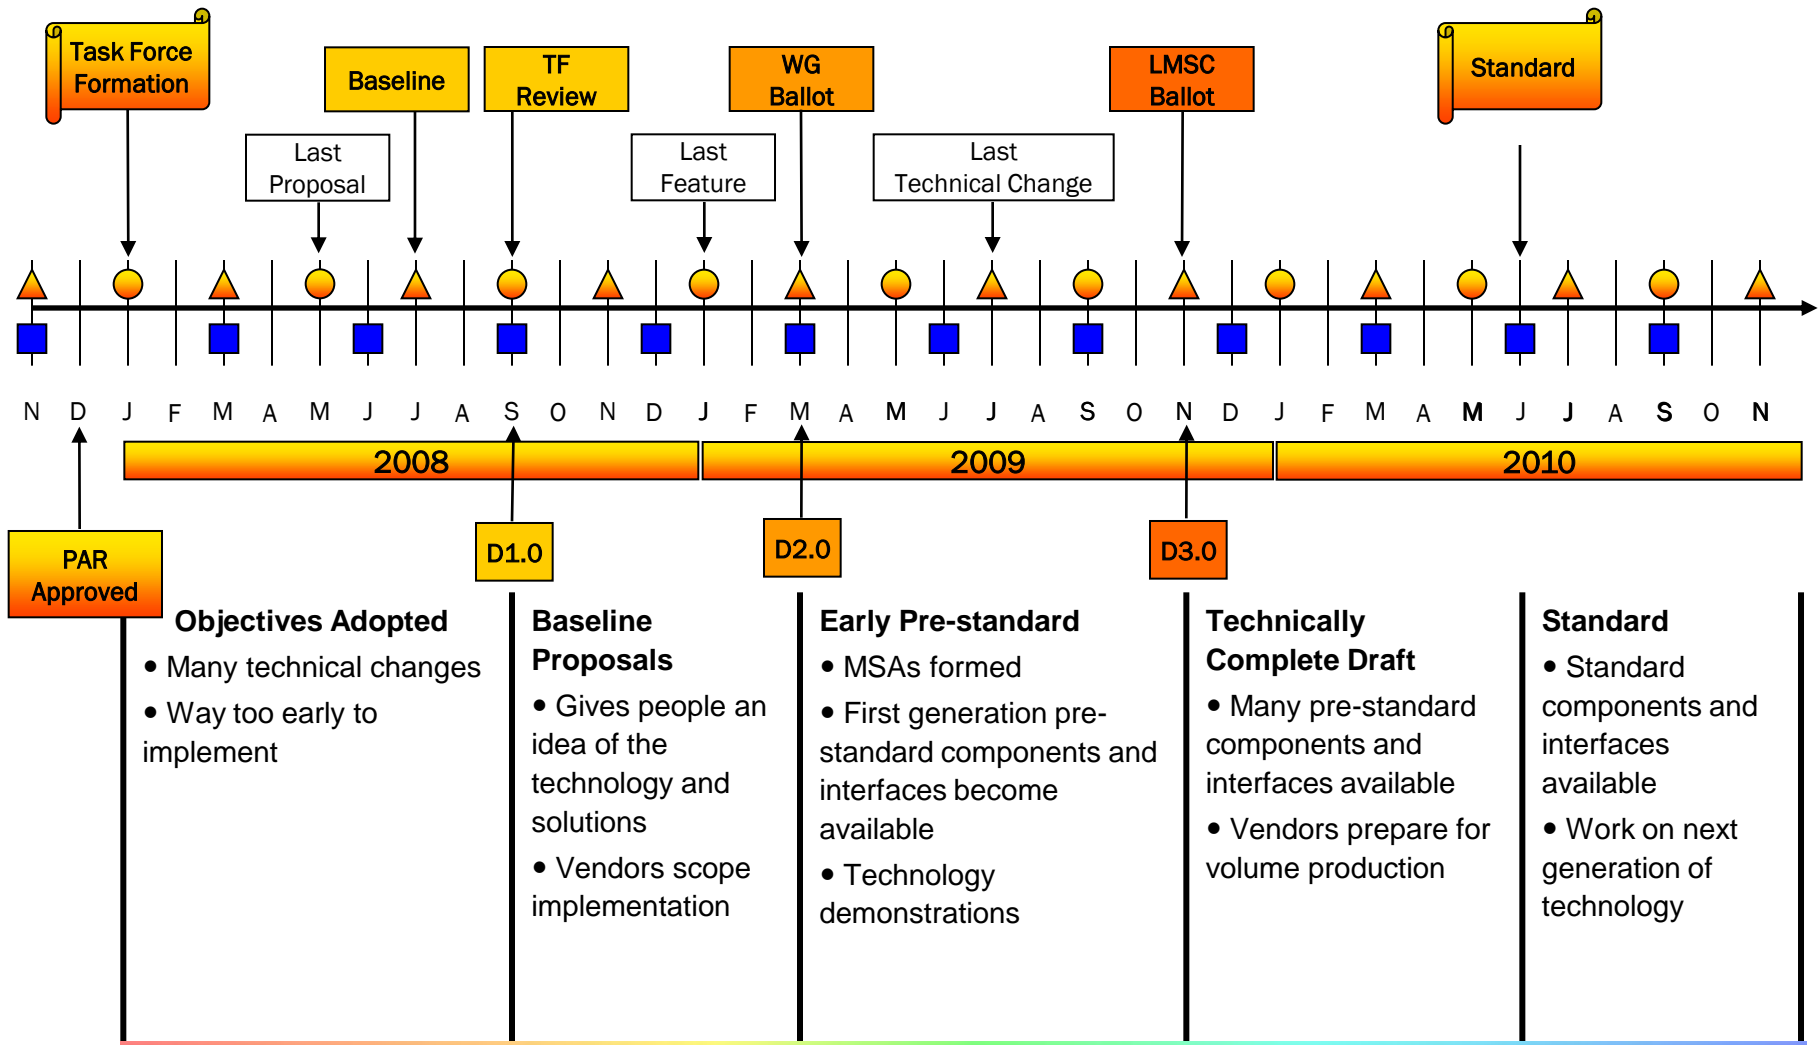 Task Force
Formation
Baseline
TF
Review
WG
Ballot
LMSC
Ballot
Standard
Last
Proposal
Last
Feature
Last
Technical Change
N D J F M A M J J A S O N D J F M A M J J A S O N D J F M A M J J A S O N
2008
2009
2010
PAR
Approved
D1.0
D2.0
D3.0
Objectives Adopted
• Many technical changes
• Way too early to
implement
Baseline
Proposals
• Gives people an
idea of the
technology and
solutions
• Vendors scope
implementation
Early Pre-standard
• MSAs formed
• First generation pre-
standard components and
interfaces become
available
• Technology
demonstrations
Technically
Complete Draft
• Many pre-standard
components and
interfaces available
• Vendors prepare for
volume production
Standard
• Standard
components and
interfaces
available
• Work on next
generation of
technology